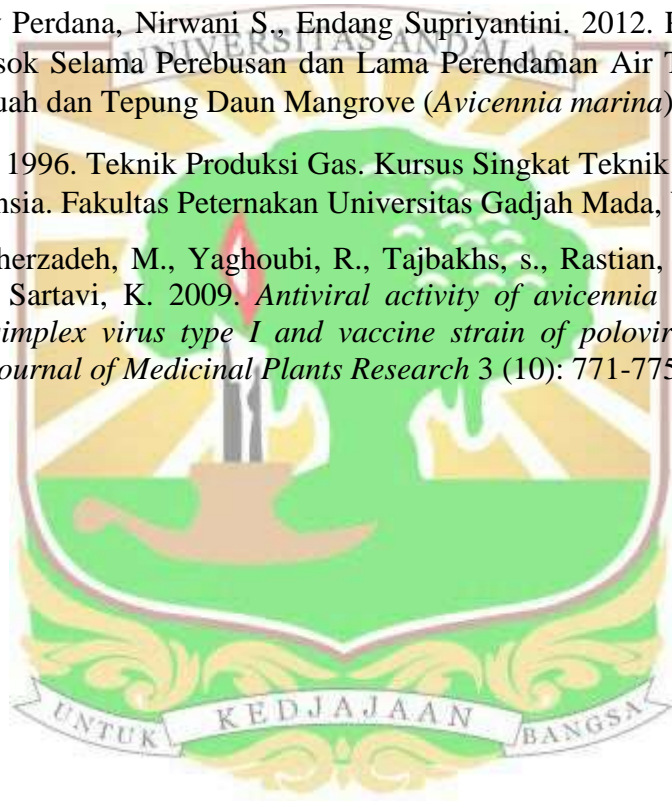 Perdana, Nirwani S., Endang Supriyantini. 2012.
sok Selama Perebusan dan Lama Perendaman Air
uah dan Tepung Daun Mangrove (Avicennia marina)
1996. Teknik Produksi Gas. Kursus Singkat Teknik
nsia. Fakultas Peternakan Universitas Gadjah Mada,
herzadeh, M., Yaghoubi, R., Tajbakhs, s., Rastian,
Sartavi, K. 2009. Antiviral activity of avicennia
implex virus type I and vaccine strain of polovir
ournal of Medicinal Plants Research 3 (10): 771-775
UNIVERSITAS ANDALAS
UNTUK KEDJAJAAN BANGSA